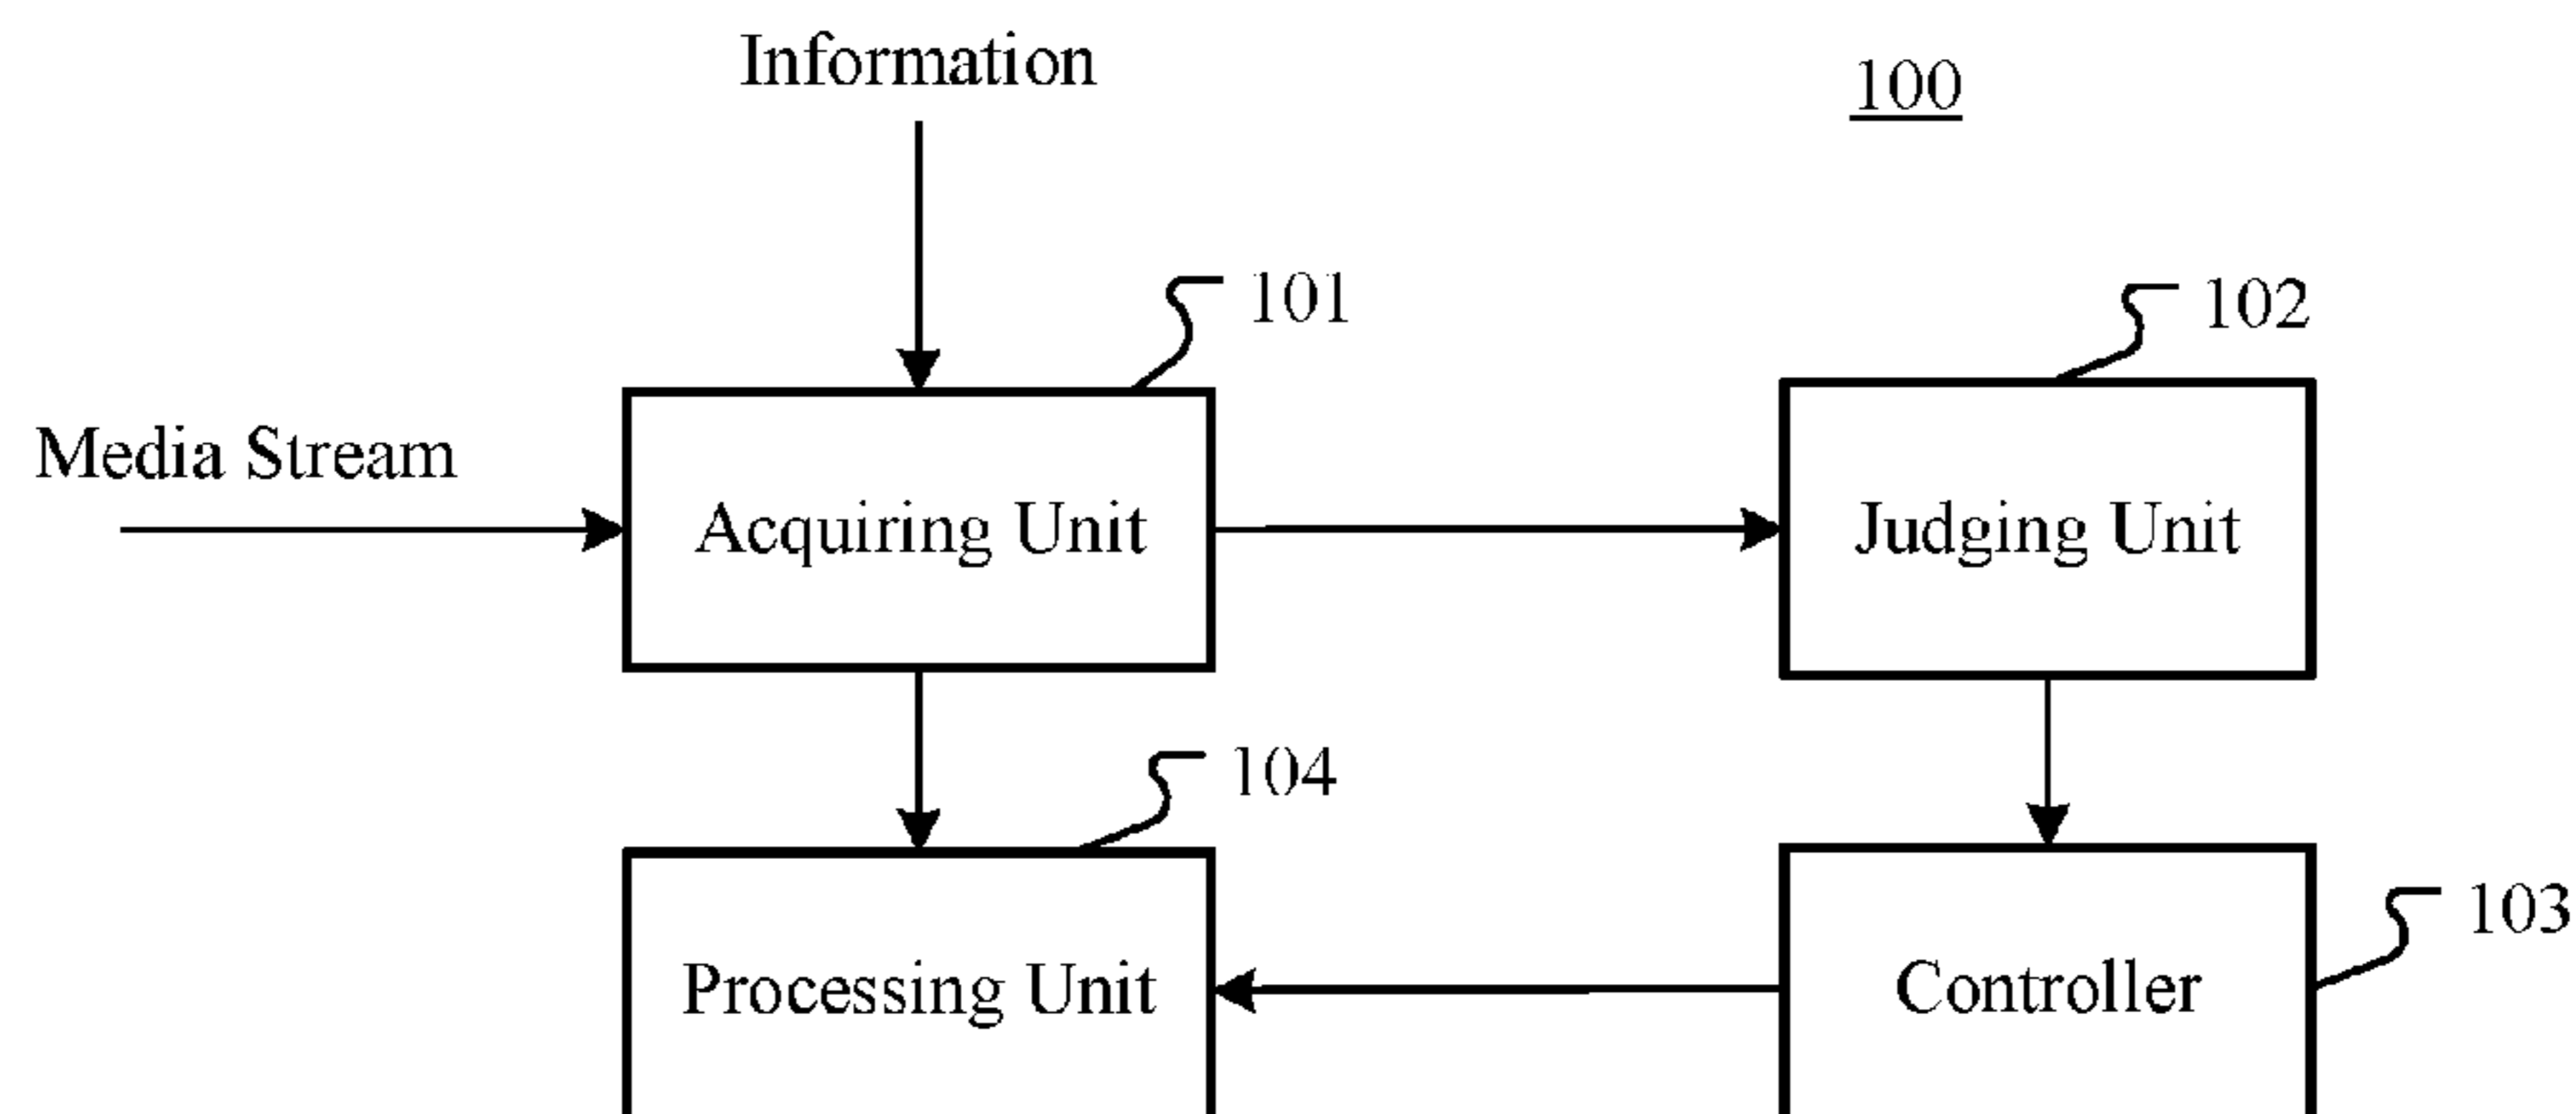 Information
100
101
102
Media Stream
Acquiring Unit
Judging Unit
104
103
Processing Unit
Controller